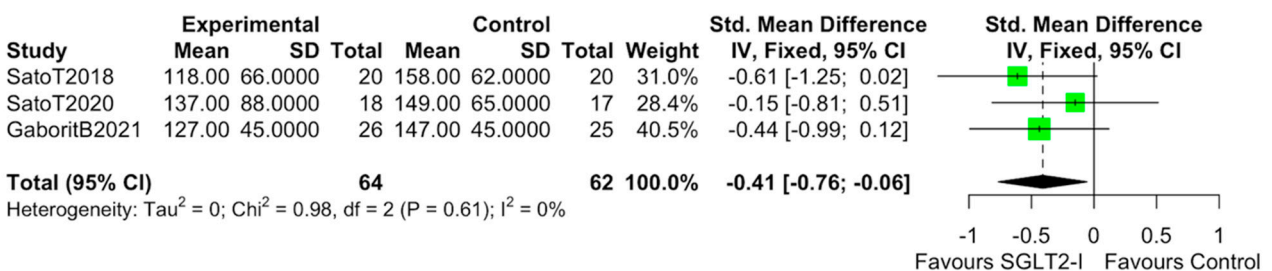 Experimental Control Std. Mean Difference Std. Mean Difference
Study Mean SD Total Mean SD Total Weight IV, Fixed, 95% CI IV, Fixed, 95% CI
SatoT2018 118.00 66.0000 20 158.00 62.0000 20 31.0% -0.61 [-1.25; 0.02]
SatoT2020 137.00 88.0000 18 149.00 65.0000 17 28.4% -0.15 [-0.81; 0.51]
GaboritB2021 127.00 45.0000 26 147.00 45.0000 25 40.5% -0.44 [-0.99; 0.12]
Total (95% CI) 64 62 100.0% -0.41 [-0.76; -0.06]
Heterogeneity: Tau² = 0; Chi² = 0.98, df = 2 (P = 0.61); I² = 0%
-1 -0.5 0 0.5 1
Favours SGLT2-I Favours Control